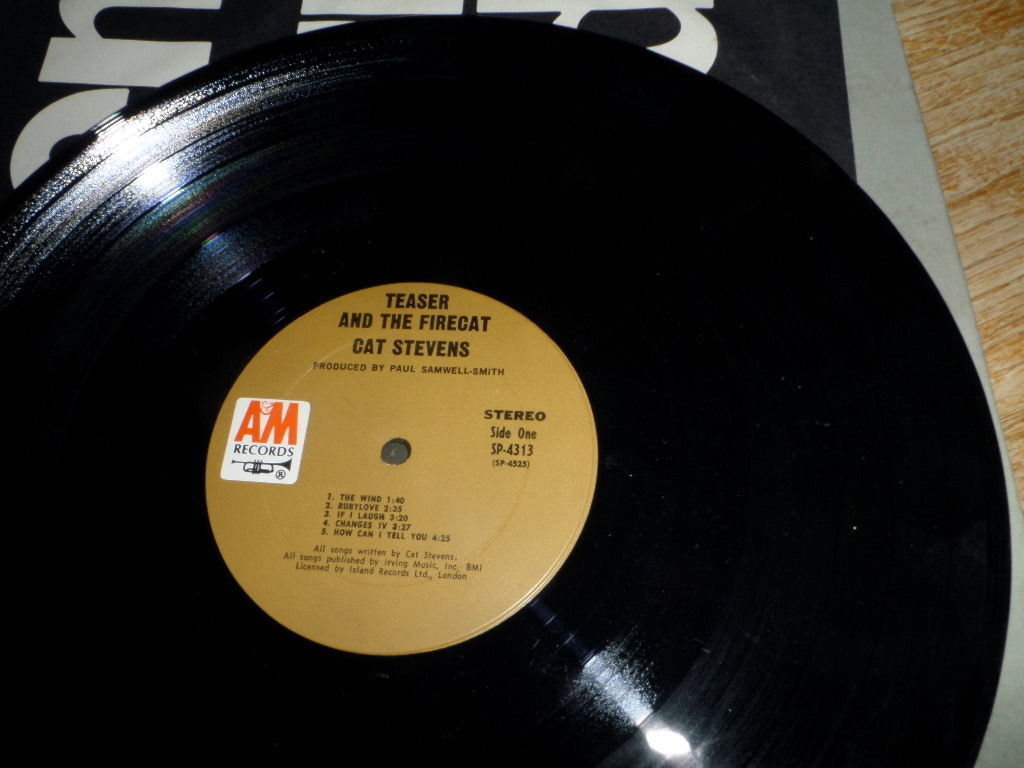 TEASER
AND THE FIRECAT
CAT STEVENS
PRODUCED BY PAUL SAMWELL-SMITH
A&M
RECORDS
®
STEREO
Side One
SP-4313
(SP-4525)
1. THE WIND 1:40
2. RUBYLOVE 2:35
3. IF I LAUGH 3:20
4. CHANGES IV 3:27
5. HOW CAN I TELL YOU 4:25
All songs written by Cat Stevens.
All songs published by Irving Music, Inc. BMI
Licensed by Island Records Ltd., London